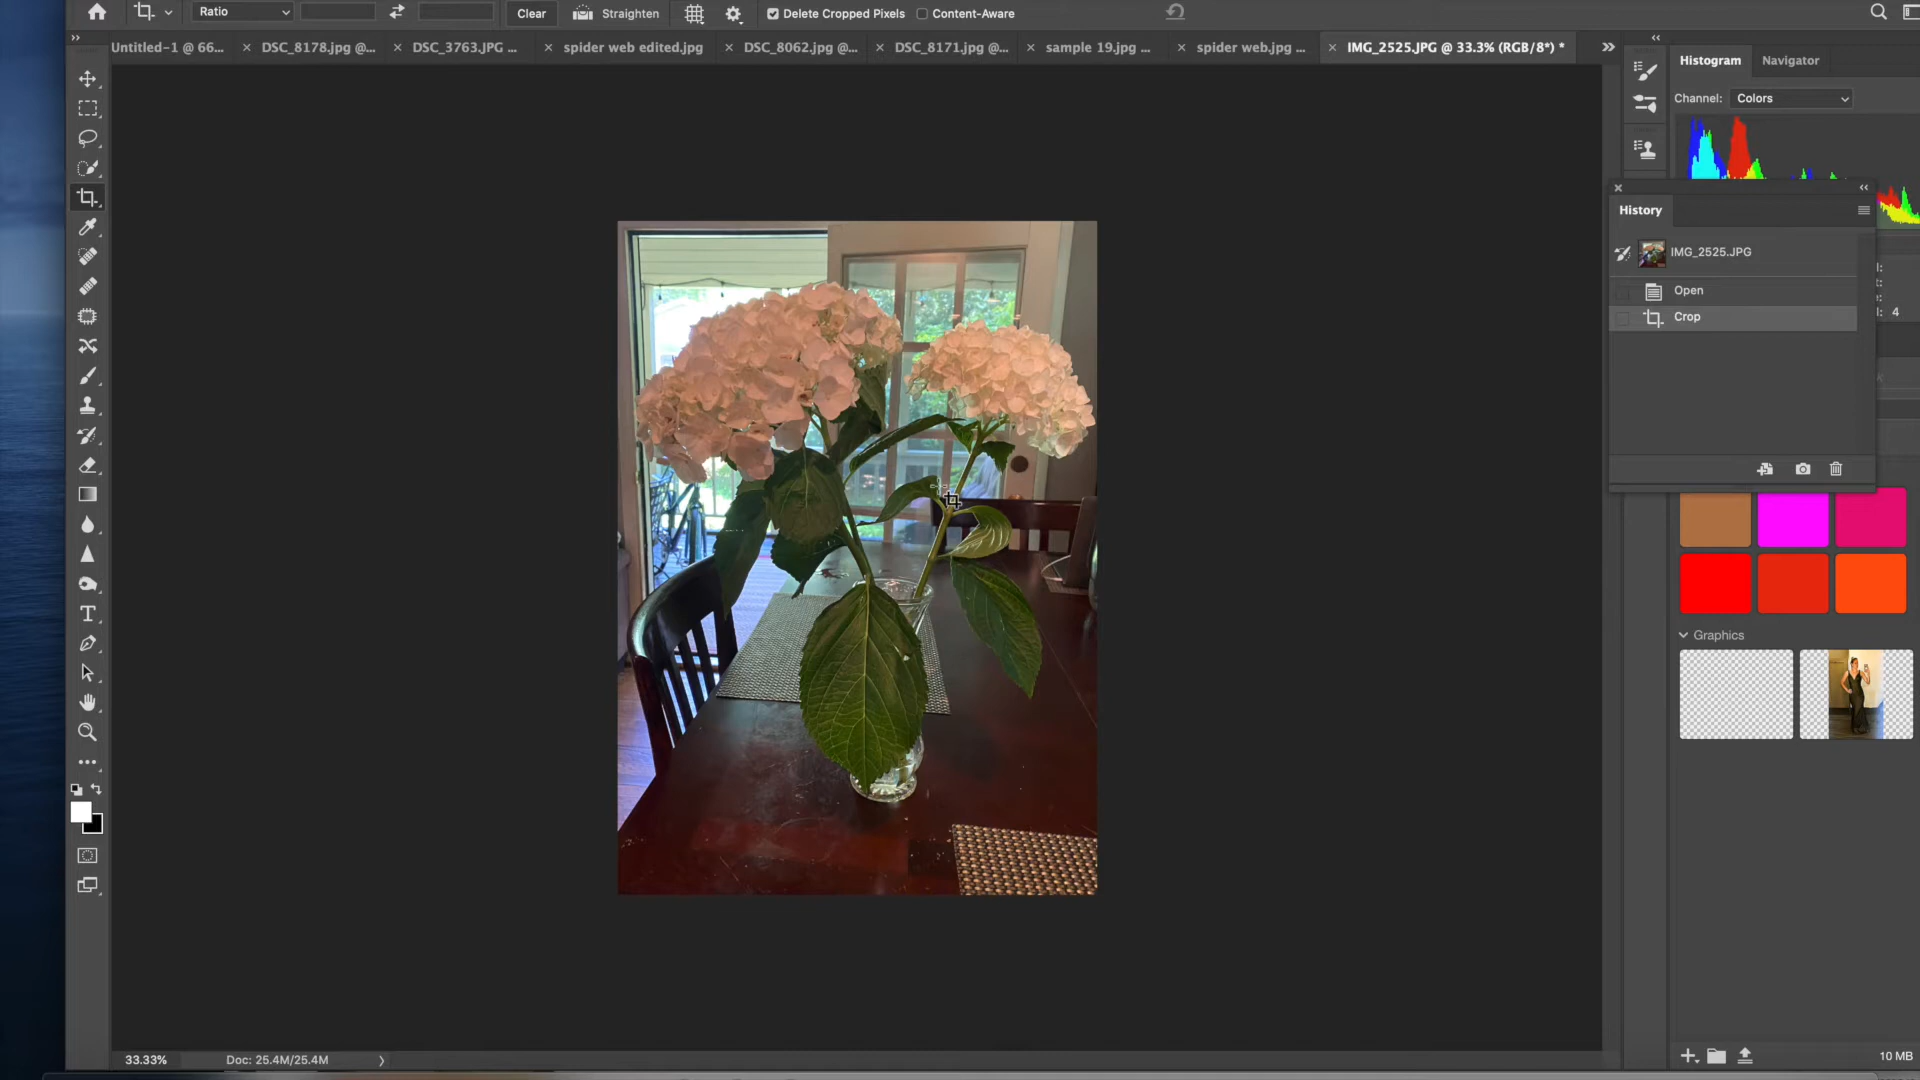 Ratio
Clear
Straighten
Delete Cropped Pixels
Content-Aware
Untitled-1 @ 66...
DSC_8178.jpg @...
DSC_3763.JPG ...
spider web edited.jpg
DSC_8062.jpg @...
DSC_8171.jpg @...
sample 19.jpg ...
spider web.jpg ...
IMG_2525.JPG @ 33.3% (RGB/8*) *
Histogram
Navigator
Channel:
Colors
History
IMG_2525.JPG
Open
Crop
4
Graphics
33.33%
Doc: 25.4M/25.4M
10 MB